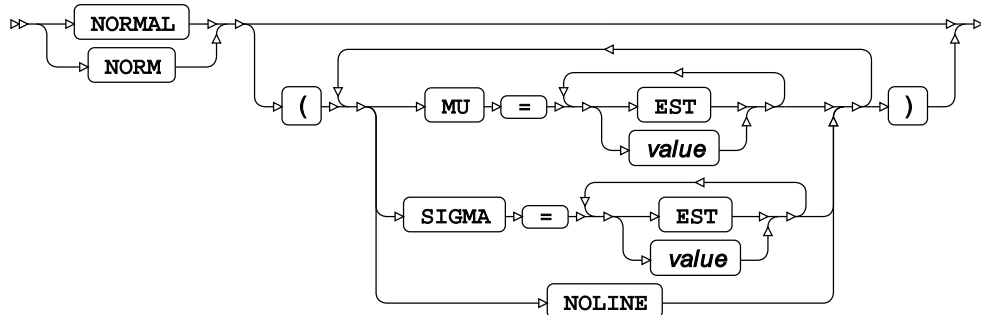 NORMAL
NORM
( MU = EST )
value
SIGMA = EST
value
NOLINE